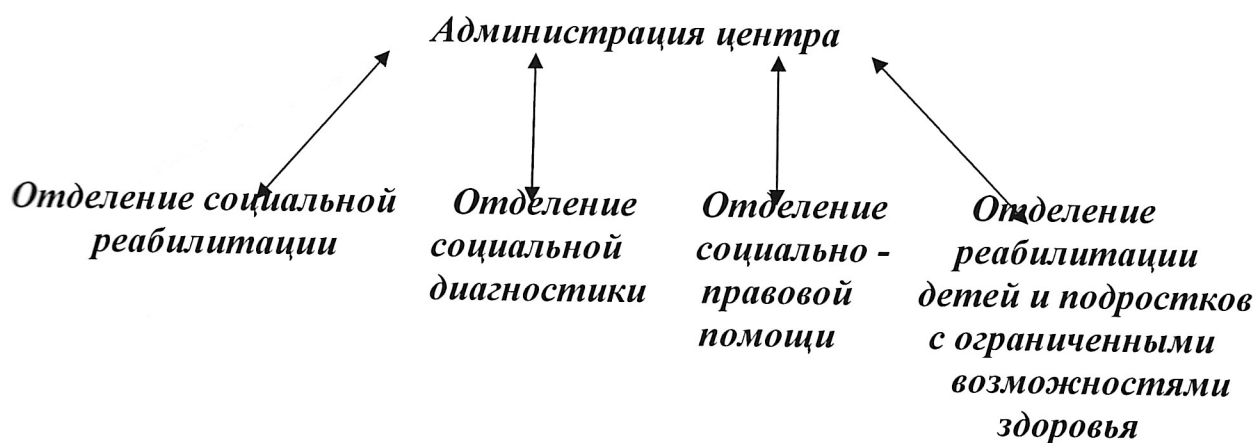 Администрация центра
Отделение социальной
реабилитации
Отделение
социальной
диагностики
Отделение
социально -
правовой
помощи
Отделение
реабилитации
детей и подростков
с ограниченными
возможностями
здоровья